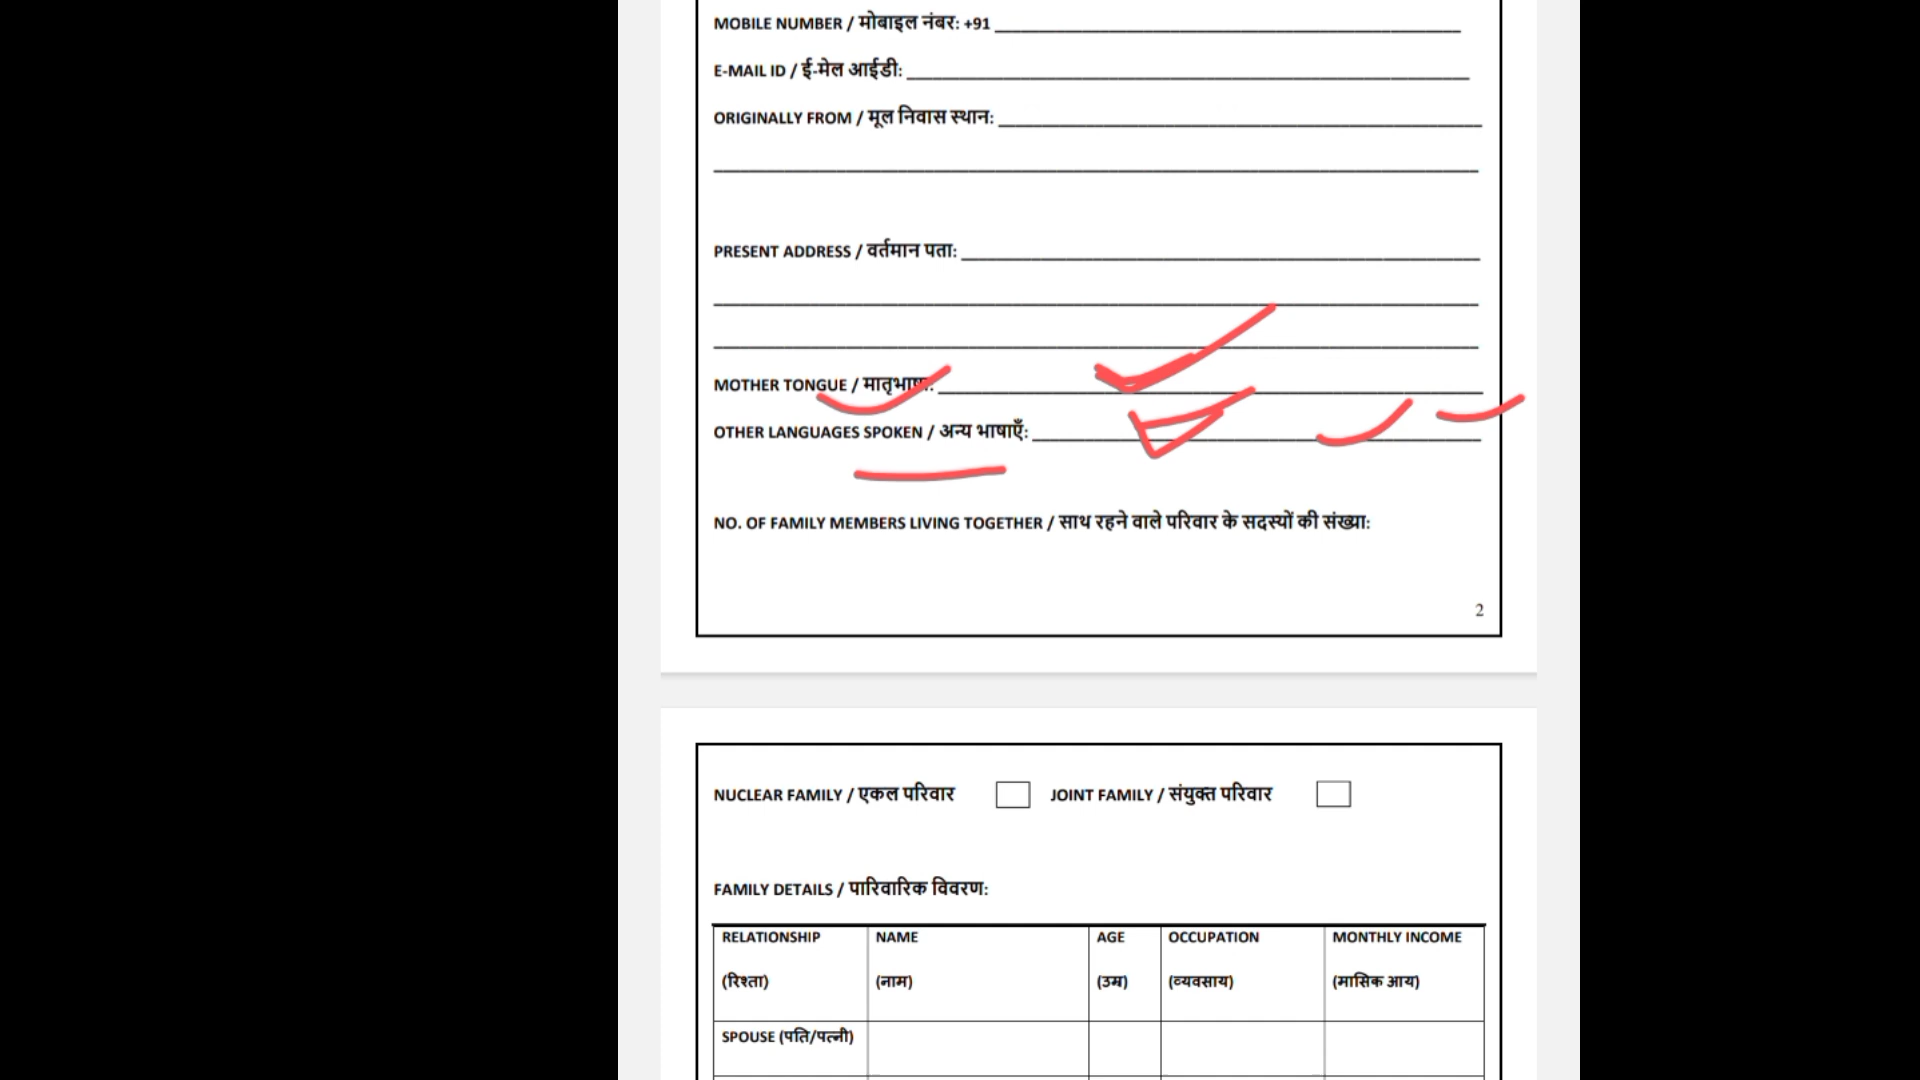 MOBILE NUMBER / मोबाइल नंबर: +91
E-MAIL ID / ई-मेल आईडी:
ORIGINALLY FROM / मूल निवास स्थान:
PRESENT ADDRESS / वर्तमान पता:
MOTHER TONGUE / मातृभाषा:
OTHER LANGUAGES SPOKEN / अन्य भाषाएँ:
NO. OF FAMILY MEMBERS LIVING TOGETHER / साथ रहने वाले परिवार के सदस्यों की संख्या:
2
NUCLEAR FAMILY / एकल परिवार JOINT FAMILY / संयुक्त परिवार
FAMILY DETAILS / पारिवारिक विवरण:
RELATIONSHIP NAME AGE OCCUPATION MONTHLY INCOME
(रिश्ता) (नाम) (उम्र) (व्यवसाय) (मासिक आय)
SPOUSE (पति/पत्नी)